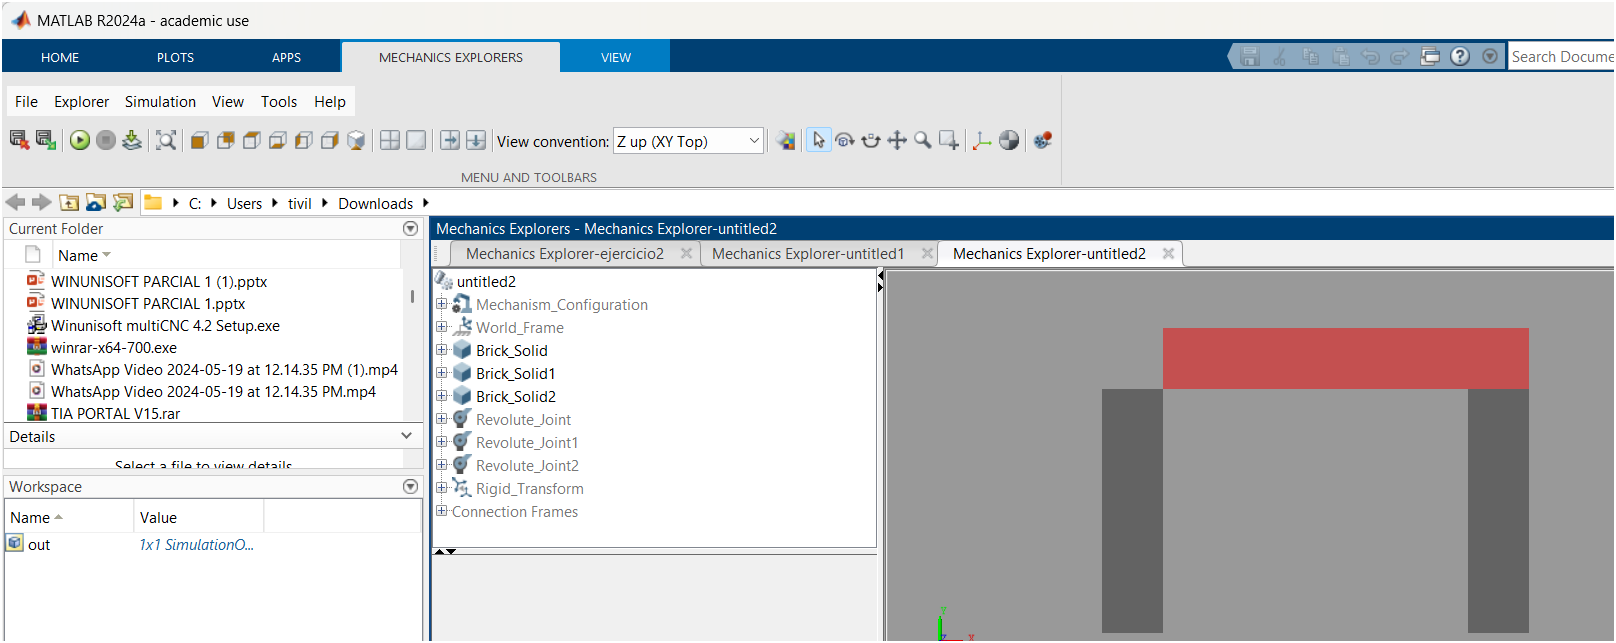 MATLAB R2024a - academic use
HOME PLOTS APPS MECHANICS EXPLORERS VIEW Search Docume
File Explorer Simulation View Tools Help
View convention: Z up (XY Top)
MENU AND TOOLBARS
C: Users tivil Downloads
Current Folder
Name
WINUNISOFT PARCIAL 1 (1).pptx
WINUNISOFT PARCIAL 1.pptx
Winunisoft multiCNC 4.2 Setup.exe
winrar-x64-700.exe
WhatsApp Video 2024-05-19 at 12.14.35 PM (1).mp4
WhatsApp Video 2024-05-19 at 12.14.35 PM.mp4
TIA PORTAL V15.rar
Details
Select a file to view details
Workspace
Name Value
out 1x1 SimulationO...
Mechanics Explorers - Mechanics Explorer-untitled2
Mechanics Explorer-ejercicio2 Mechanics Explorer-untitled1 Mechanics Explorer-untitled2
untitled2
Mechanism_Configuration
World_Frame
Brick_Solid
Brick_Solid1
Brick_Solid2
Revolute_Joint
Revolute_Joint1
Revolute_Joint2
Rigid_Transform
Connection Frames
Y
Z X